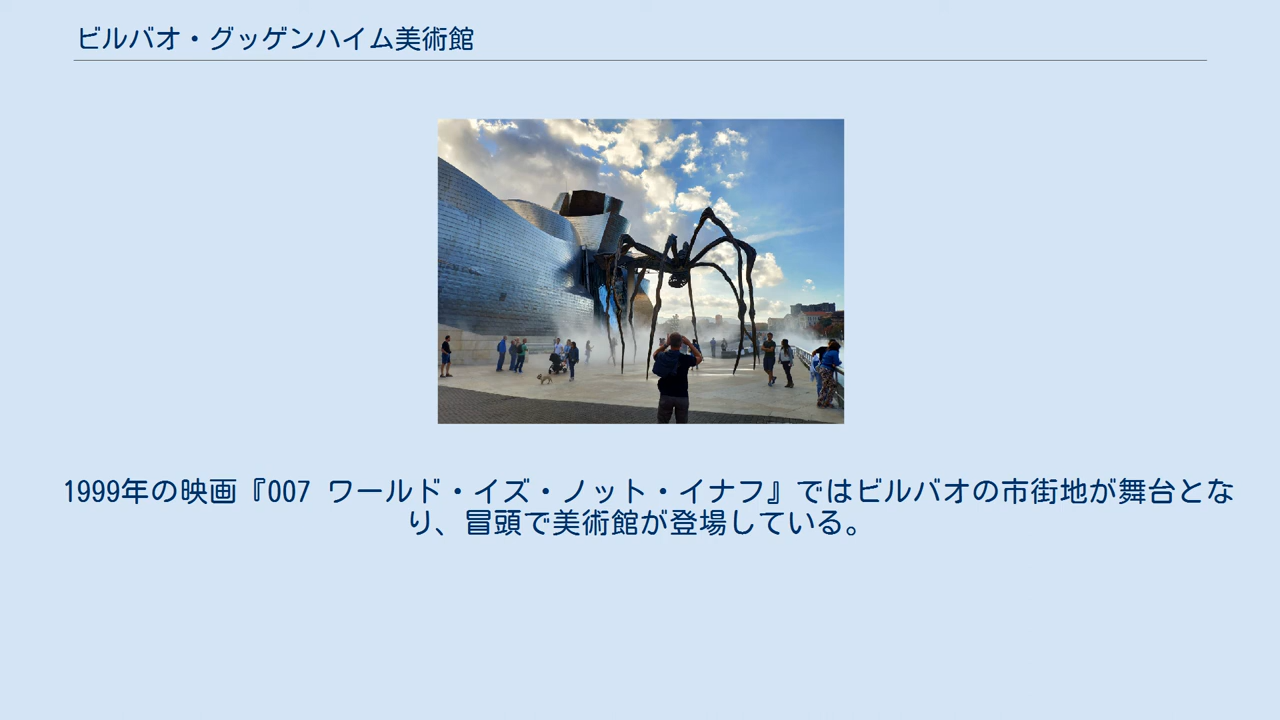 ビルバオ・グッゲンハイム美術館
1999年の映画『007 ワールド・イズ・ノット・イナフ』ではビルバオの市街地が舞台とな
り、冒頭で美術館が登場している。